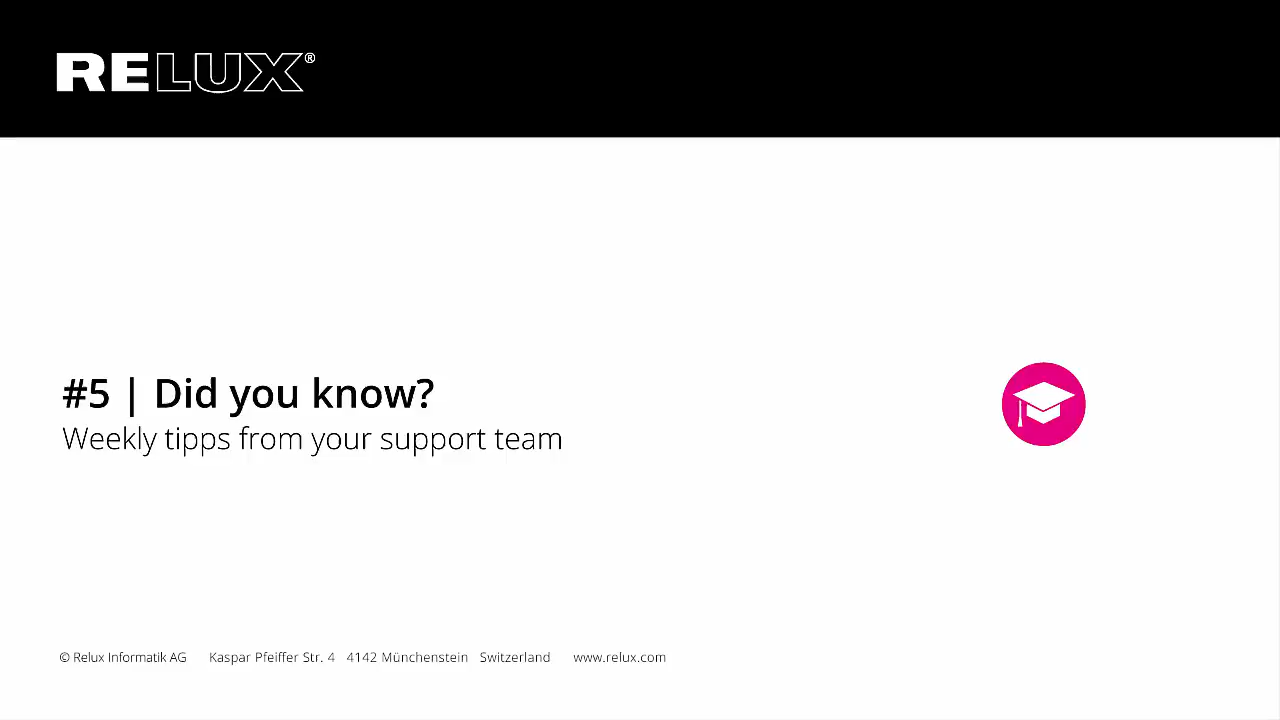 RELUX®
#5 | Did you know?
Weekly tipps from your support team
© Relux Informatik AG Kaspar Pfeiffer Str. 4 4142 Münchenstein Switzerland www.relux.com